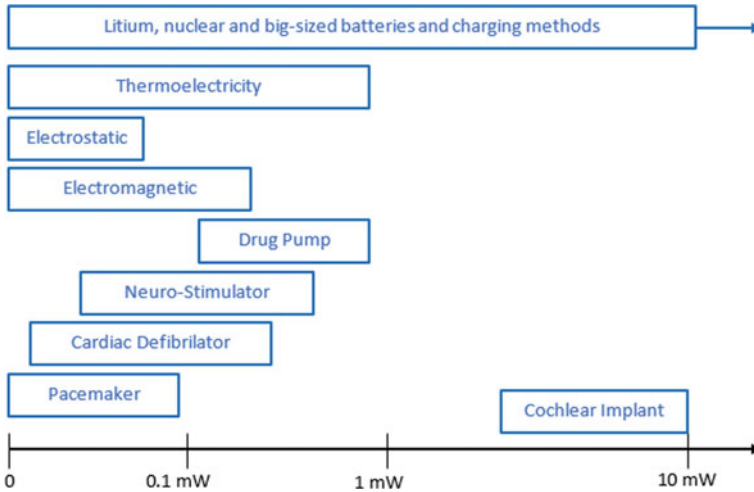 Litium, nuclear and big-sized batteries and charging methods
Thermoelectricity
Electrostatic
Electromagnetic
Drug Pump
Neuro-Stimulator
Cardiac Defibrilator
Pacemaker
Cochlear Implant
0 0.1 mW 1 mW 10 mW